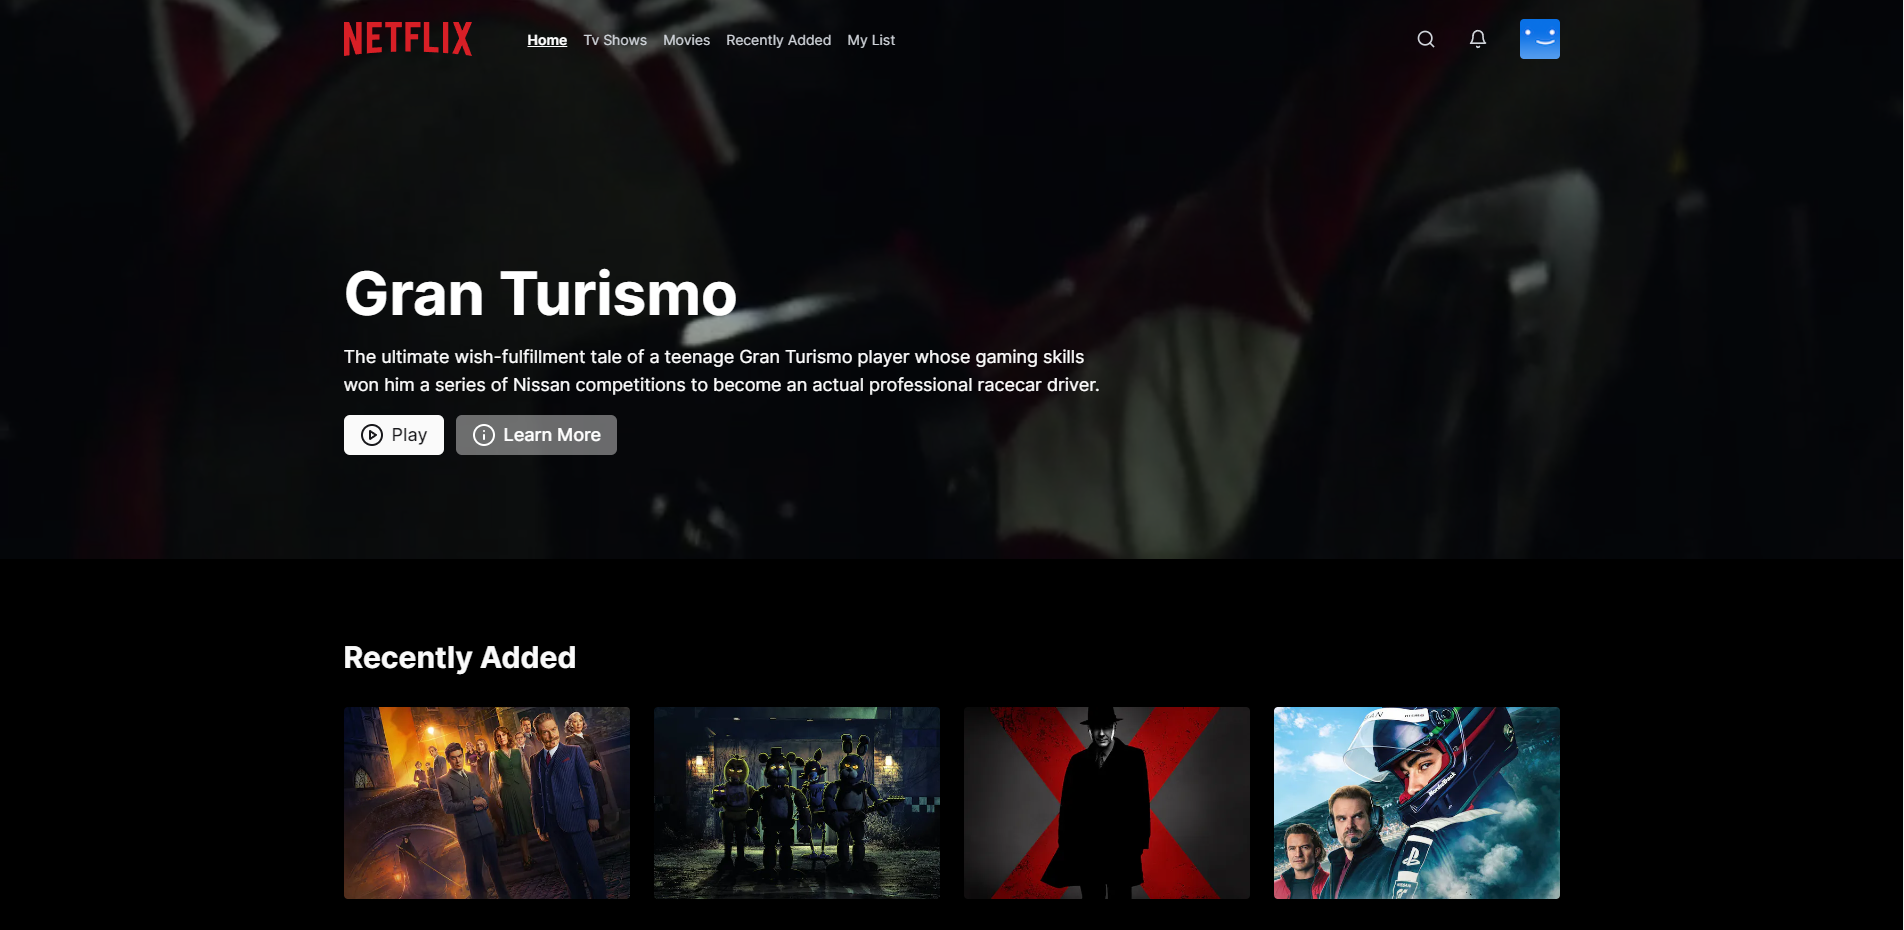 NETFLIX
Home
Tv Shows
Movies
Recently Added
My List
Gran Turismo
The ultimate wish-fulfillment tale of a teenage Gran Turismo player whose gaming skills
won him a series of Nissan competitions to become an actual professional racecar driver.
Play
Learn More
Recently Added